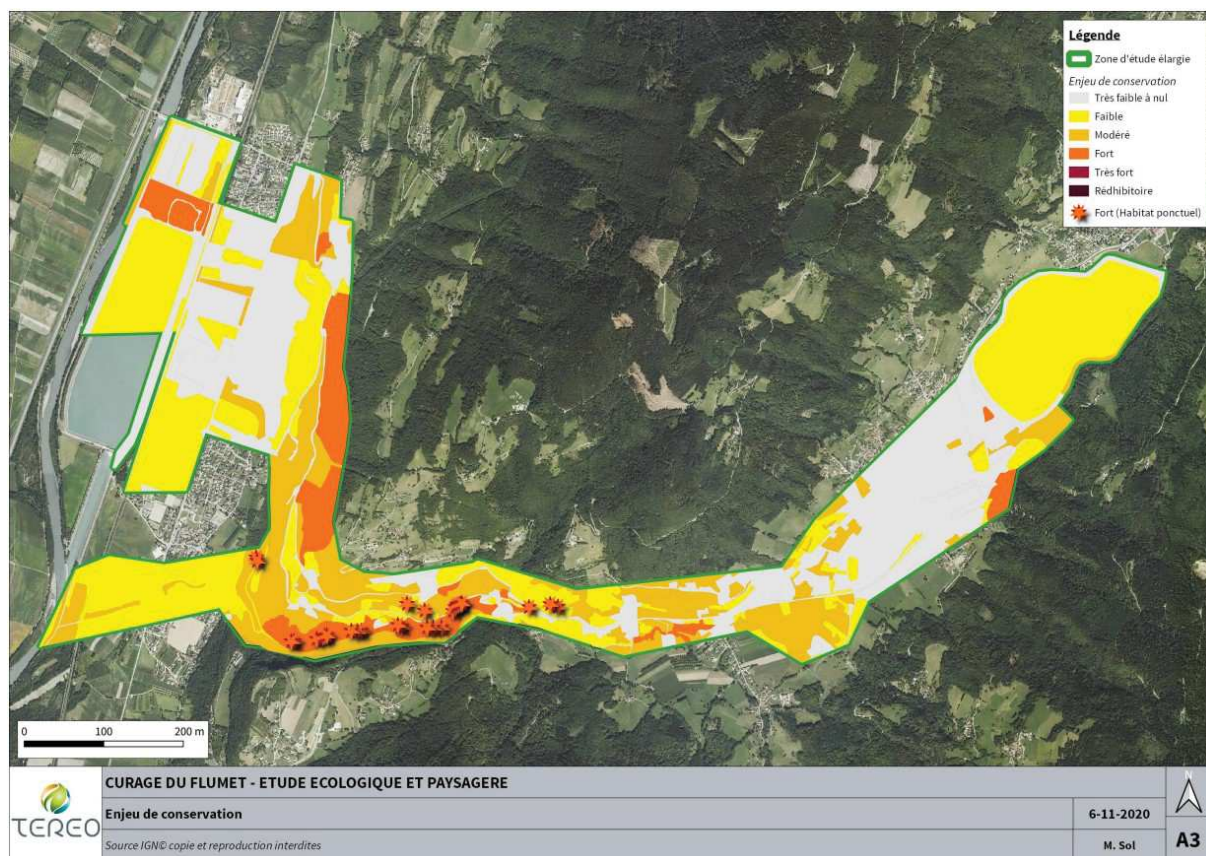 Légende
Zone d'étude élargie
Enjeu de conservation
Très faible à nul
Faible
Modéré
Fort
Très fort
Rédhibitoire
Fort (Habitat ponctuel)
0 100 200 m
TEREO
CURAGE DU FLUMET - ETUDE ECOLOGIQUE ET PAYSAGERE
Enjeu de conservation
6-11-2020
Source IGN© copie et reproduction interdites
M. Sol
N
A3